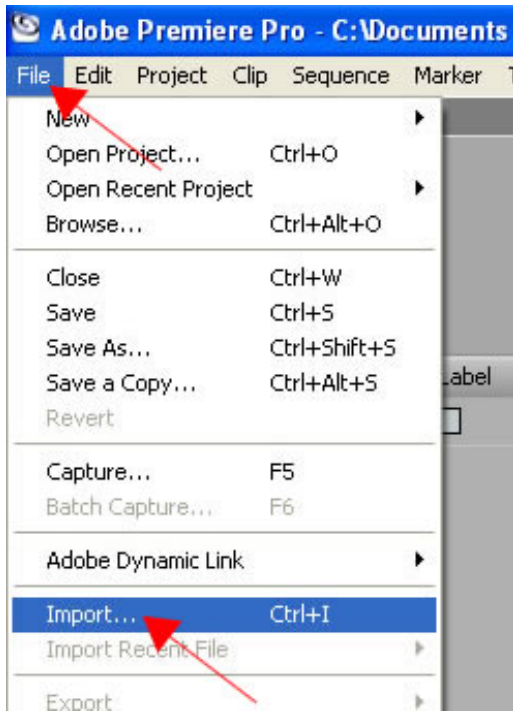 Adobe Premiere Pro - C:\Documents
File Edit Project Clip Sequence Marker
New
Open Project... Ctrl+O
Open Recent Project
Browse... Ctrl+Alt+O
Close Ctrl+W
Save Ctrl+S
Save As... Ctrl+Shift+S
Save a Copy... Ctrl+Alt+S
Label
Revert
Capture... F5
Batch Capture... F6
Adobe Dynamic Link
Import... Ctrl+I
Import Recent File
Export